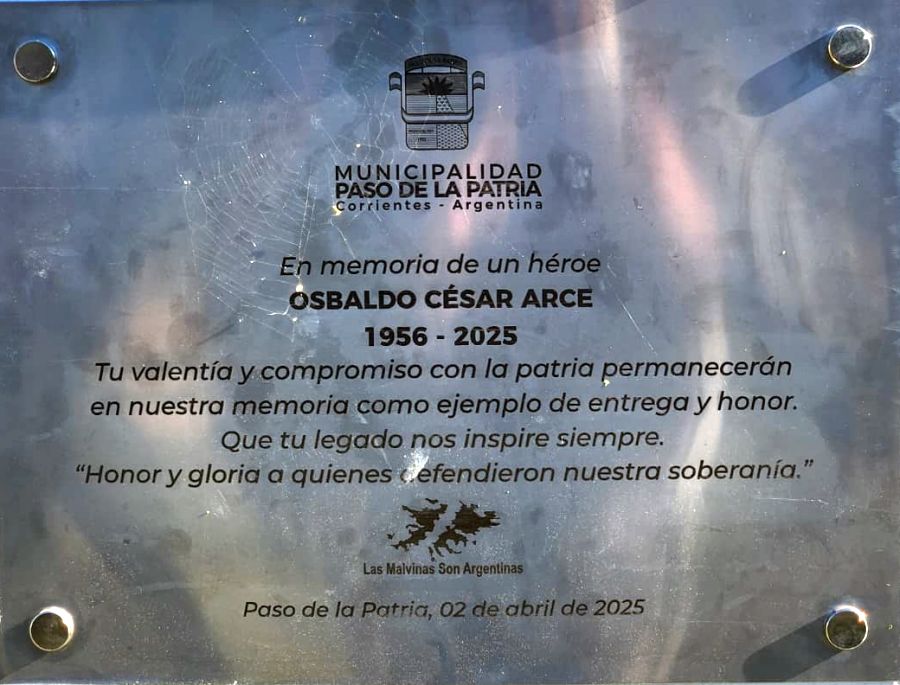 MUNICIPALIDAD
PASO DE LA PATRIA
Corrientes - Argentina
En memoria de un héroe
OSBALDO CÉSAR ARCE
1956 - 2025
Tu valentía y compromiso con la patria permanecerán
en nuestra memoria como ejemplo de entrega y honor.
Que tu legado nos inspire siempre.
“Honor y gloria a quienes defendieron nuestra soberanía.”
Las Malvinas Son Argentinas
Paso de la Patria, 02 de abril de 2025